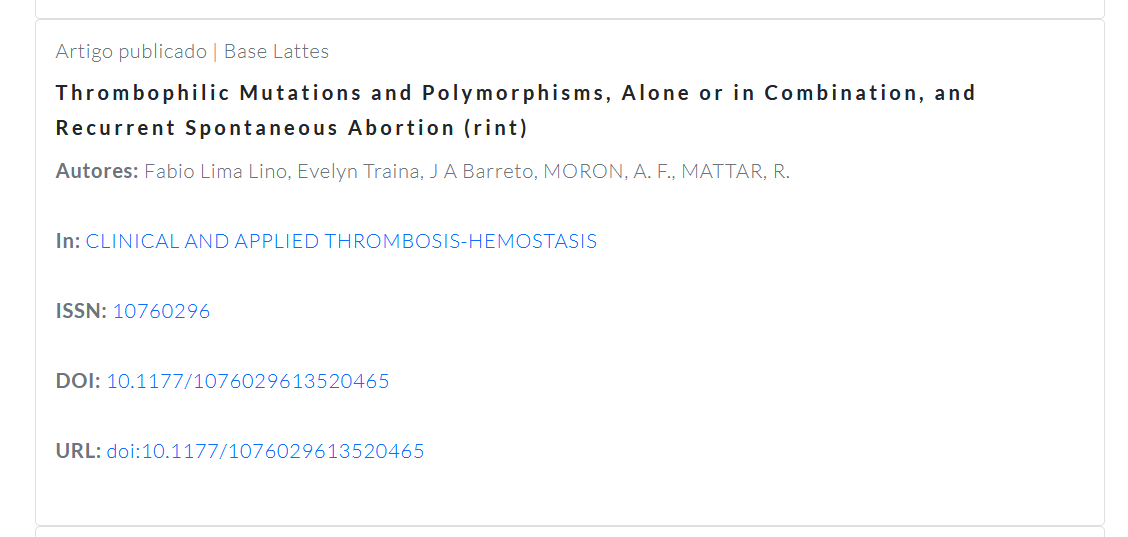 Artigo publicado | Base Lattes
Thrombophilic Mutations and Polymorphisms, Alone or in Combination, and
Recurrent Spontaneous Abortion (rint)
Autores: Fabio Lima Lino, Evelyn Traina, J A Barreto, MORON, A. F., MATTAR, R.
In: CLINICAL AND APPLIED THROMBOSIS-HEMOSTASIS
ISSN: 10760296
DOI: 10.1177/1076029613520465
URL: doi:10.1177/1076029613520465